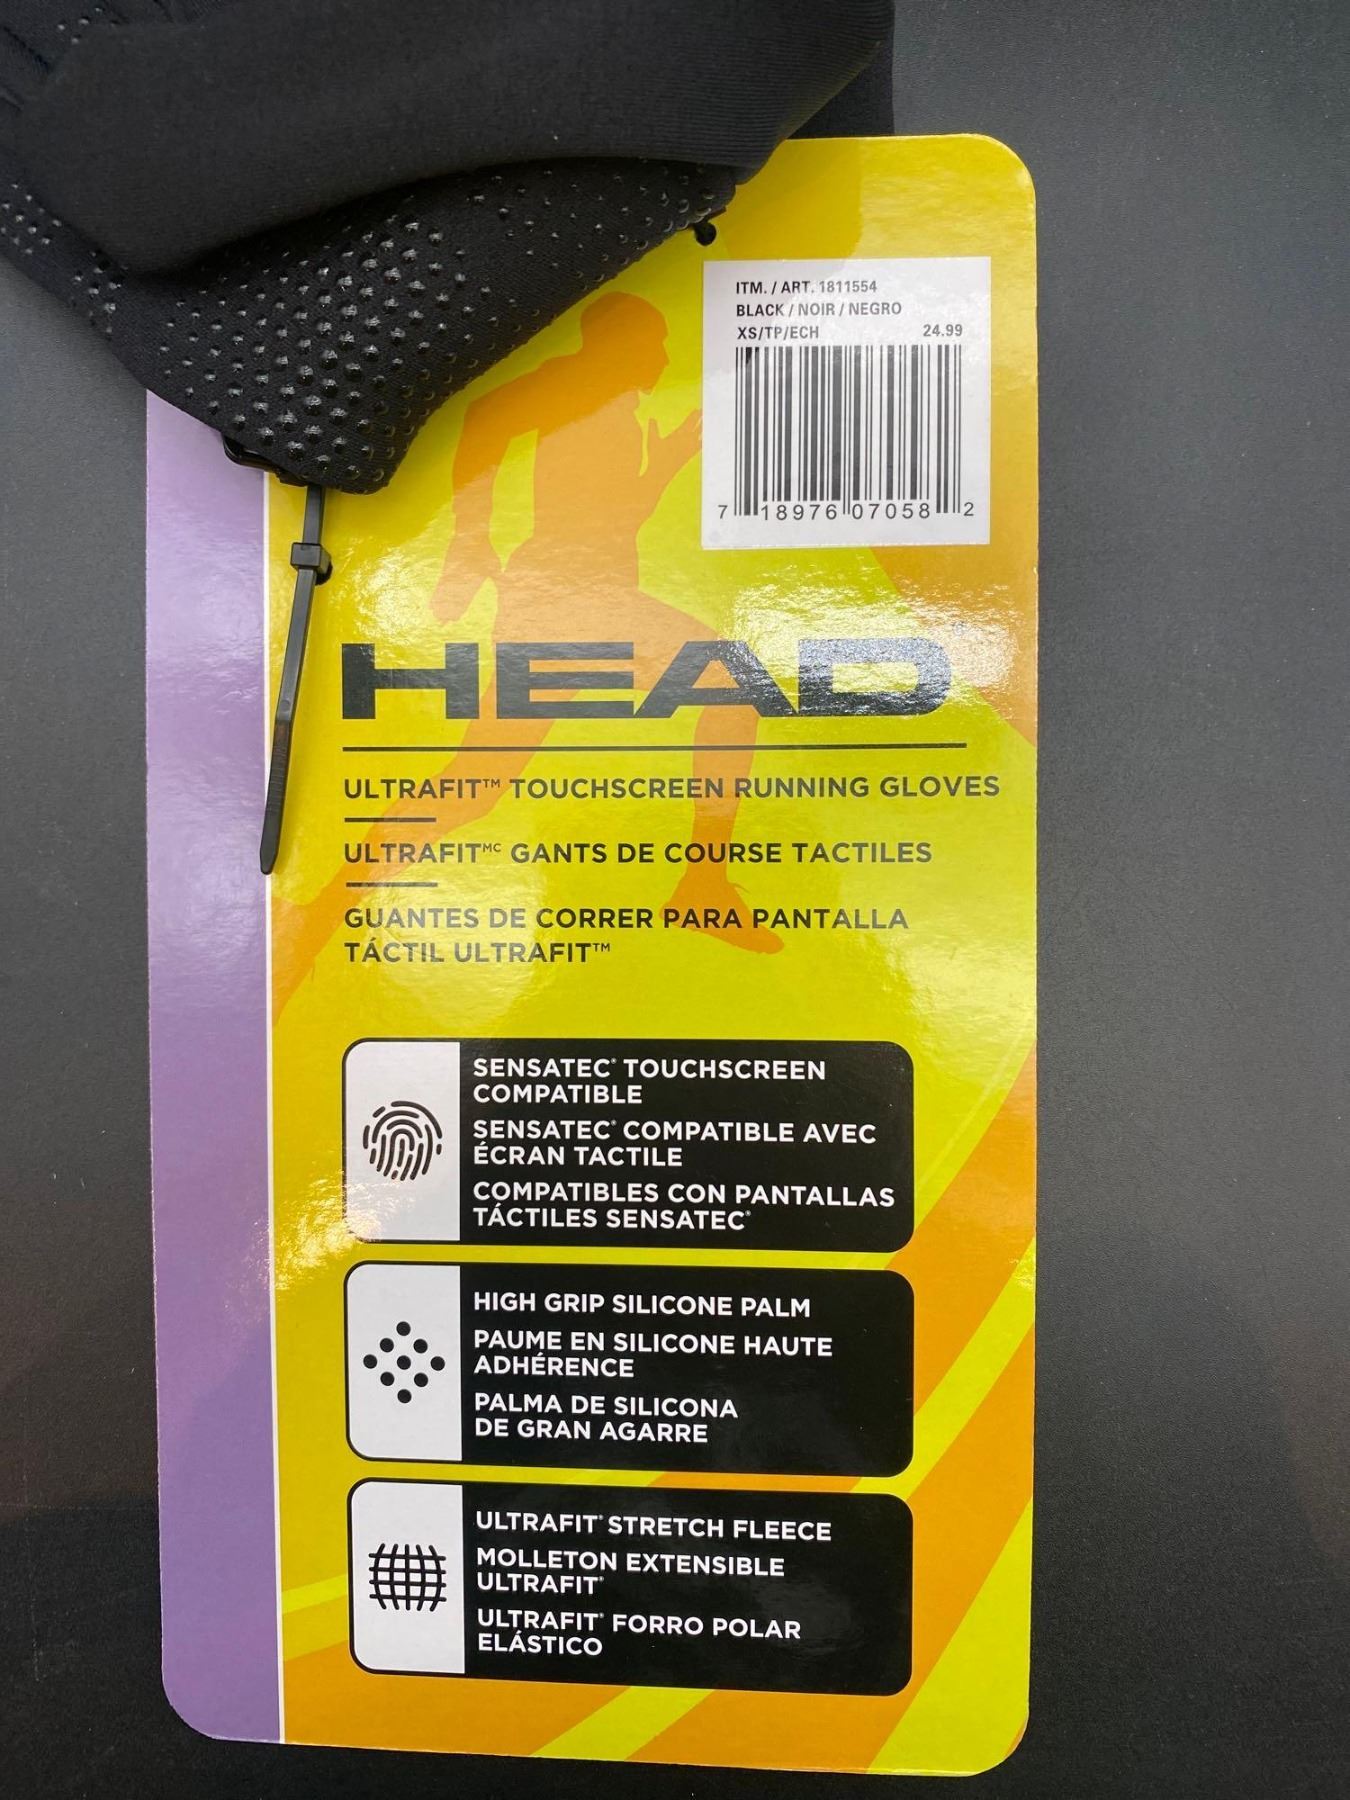 ITM. / ART. 1811554
BLACK / NOIR / NEGRO
XS/TP/ECH 24.99
7 18976 07058 2
HEAD®
ULTRAFIT™ TOUCHSCREEN RUNNING GLOVES
ULTRAFITᴹᶜ GANTS DE COURSE TACTILES
GUANTES DE CORRER PARA PANTALLA
TÁCTIL ULTRAFIT™
SENSATEC® TOUCHSCREEN
COMPATIBLE
SENSATEC® COMPATIBLE AVEC
ÉCRAN TACTILE
COMPATIBLES CON PANTALLAS
TÁCTILES SENSATEC®
HIGH GRIP SILICONE PALM
PAUME EN SILICONE HAUTE
ADHÉRENCE
PALMA DE SILICONA
DE GRAN AGARRE
ULTRAFIT® STRETCH FLEECE
MOLLETON EXTENSIBLE
ULTRAFIT®
ULTRAFIT® FORRO POLAR
ELÁSTICO